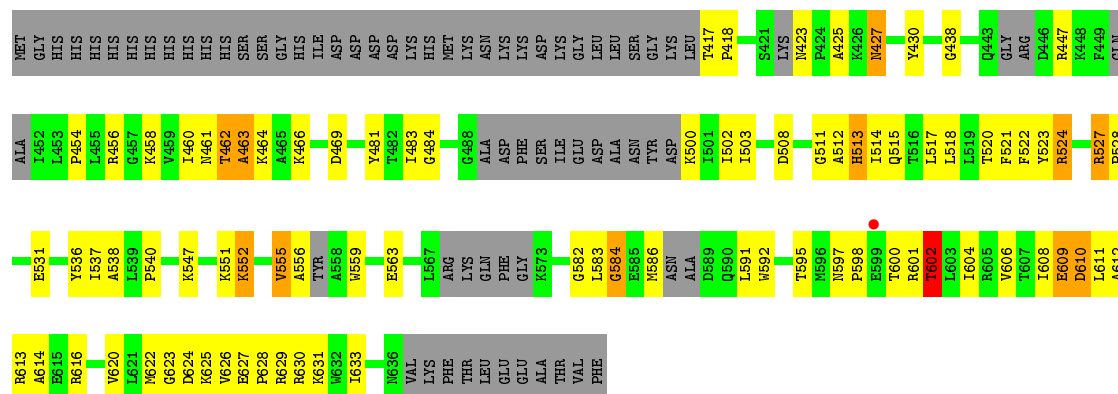 MET GLY HIS HIS HIS HIS HIS HIS HIS HIS HIS HIS SER SER GLY HIS ILE ASP ASP ASP ASP LYS HIS MET LYS ASN LYS LYS ASP LYS GLY LEU LEU SER GLY LYS LEU T417 P418 S421 LYS N423 P424 A425 K426 N427 Y430 G438 Q443 GLY ARG D446 R447 K448 F449 GLN
ALA I452 L453 P454 L455 R456 G457 K458 V459 I460 N461 T462 A463 K464 A465 K466 D469 Y481 T482 I483 G484 G488 ALA ASP PHE SER ILE GLU ASP ALA ASN TYR ASP K500 I501 I502 I503 D508 G511 A512 H513 I514 Q515 T516 L517 L518 L519 T520 F521 F522 Y523 R524 R527 P528
E531 Y536 I537 A538 L539 P540 K547 K551 K552 V555 A556 TYR A558 W559 E563 L567 ARG LYS GLN PHE GLY K573 G582 L583 G584 E585 M586 ASN ALA D589 Q590 L591 W592 T595 M596 N597 P598 E599 T600 R601 T602 L603 I604 R605 V606 T607 I608 E609 D610 L611 A612
R613 A614 E615 R616 V620 L621 M622 G623 D624 K625 V626 E627 P628 R629 R630 K631 W632 I633 N636 VAL LYS PHE THR LEU GLU GLU ALA THR VAL PHE